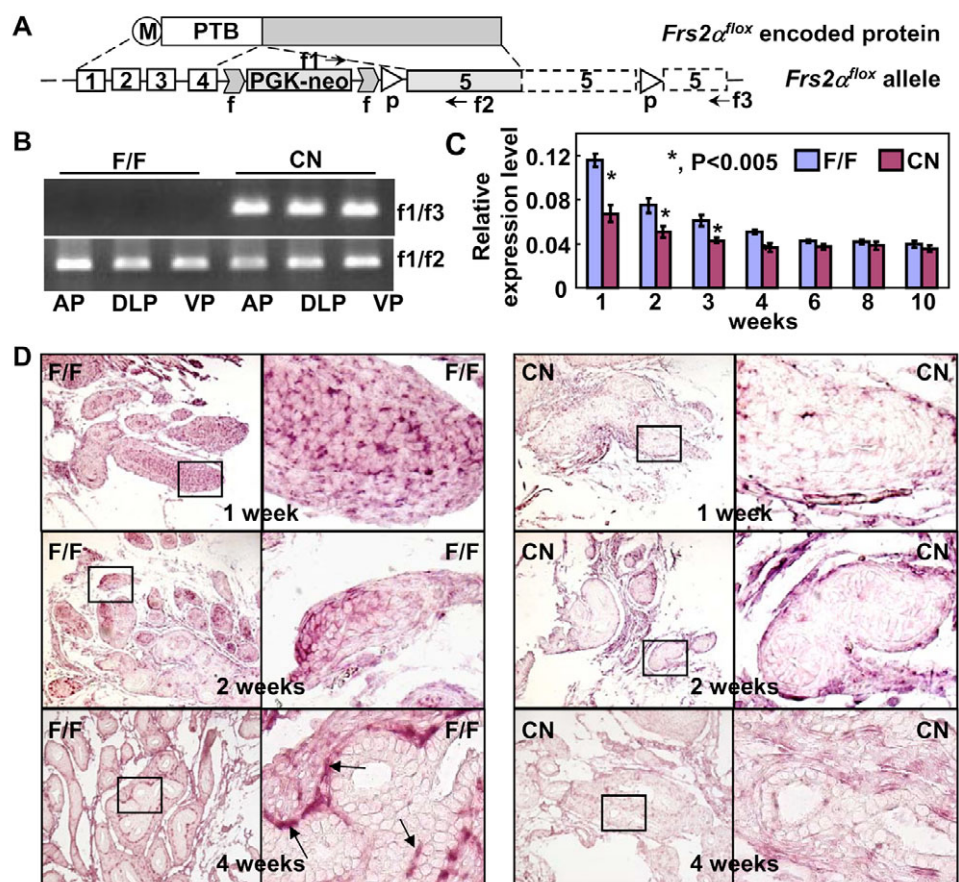 A
M PTB
Frs2α^flox encoded protein
f1
1 2 3 4 PGK-neo 5 5 5
Frs2α^flox allele
f f p f2 p f3
B
F/F CN
f1/f3
f1/f2
AP DLP VP AP DLP VP
C
Relative
expression level
0.12
0.08
0.04
0
*, P<0.005 F/F CN
* * *
1 2 3 4 6 8 10
weeks
D
F/F F/F CN CN
1 week 1 week
F/F F/F CN CN
2 weeks 2 weeks
F/F F/F CN CN
4 weeks 4 weeks